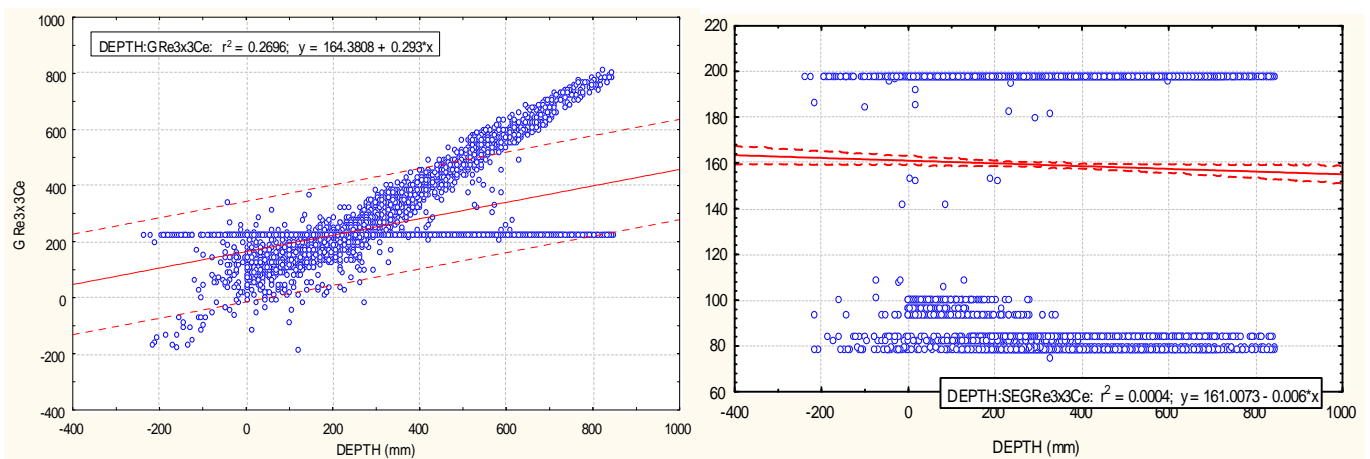 1000
DEPTH:GRe3x3Ce: r² = 0.2696; y = 164.3808 + 0.293*x
800
600
400
200
0
-200
-400
GRe3x3Ce
-400 -200 0 200 400 600 800 1000
DEPTH (mm)
220
200
180
160
140
120
100
80
60
DEPTH:SEGRe3x3Ce: r² = 0.0004; y = 161.0073 - 0.006*x
-400 -200 0 200 400 600 800 1000
DEPTH (mm)